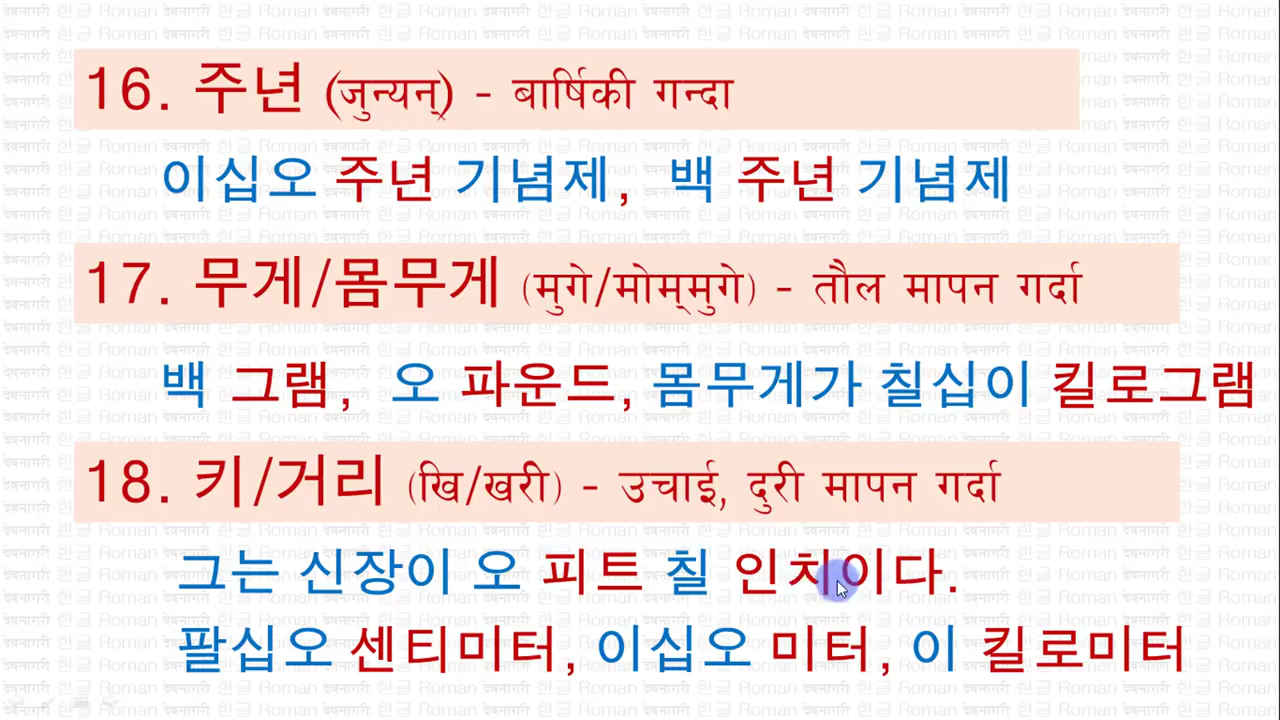 16. 주년 (जुन्यन्) - बार्षिकी गन्दा
이십오 주년 기념제, 백 주년 기념제
17. 무게/몸무게 (मुगे/मोम्मुगे) - तौल मापन गर्दा
백 그램, 오 파운드, 몸무게가 칠십이 킬로그램
18. 키/거리 (खि/खरी) - उचाई, दुरी मापन गर्दा
그는 신장이 오 피트 칠 인치이다.
팔십오 센티미터, 이십오 미터, 이 킬로미터